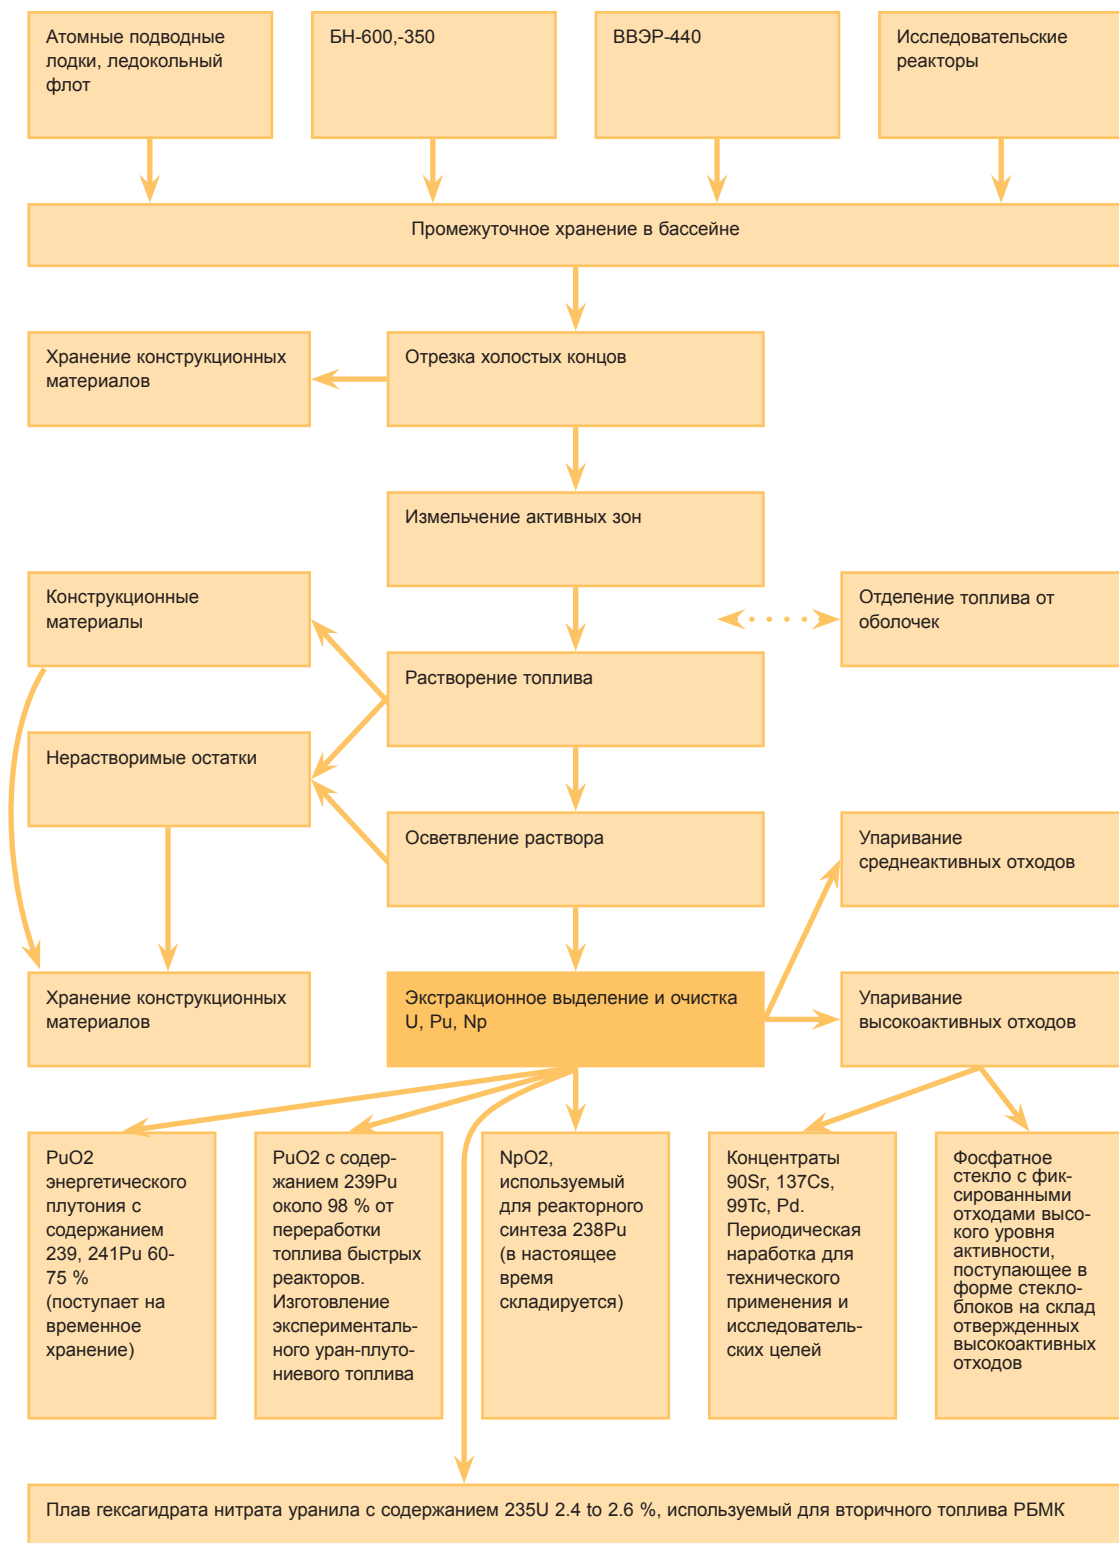 Атомные подводные
лодки, ледокольный
флот
БН-600,-350
ВВЭР-440
Исследовательские
реакторы
Промежуточное хранение в бассейне
Хранение конструкционных
материалов
Отрезка холостых концов
Измельчение активных зон
Конструкционные
материалы
Отделение топлива от
оболочек
Растворение топлива
Нерастворимые остатки
Осветвление раствора
Упаривание
среднеактивных отходов
Хранение конструкционных
материалов
Экстракционное выделение и очистка
U, Pu, Np
Упаривание
высокоактивных отходов
PuO2
энергетического
плутония с
содержанием
239, 241Pu 60-
75 %
(поступает на
временное
хранение)
PuO2 с содер-
жанием 239Pu
около 98 % от
переработки
топлива быстрых
реакторов.
Изготовление
эксперименталь-
ного уран-плуто-
ниевого топлива
NpO2,
используемый
для реакторного
синтеза 238Pu
(в настоящее
время
складируется)
Концентраты
90Sr, 137Cs,
99Tc, Pd.
Периодическая
наработка для
технического
применения и
исследователь-
ских целей
Фосфатное
стекло с фик-
сированными
отходами высо-
кого уровня
активности,
поступающее в
форме стекло-
блоков на склад
отвержденных
высокоактивных
отходов
Плав гексагидрата нитрата уранила с содержанием 235U 2.4 to 2.6 %, используемый для вторичного топлива РБМК